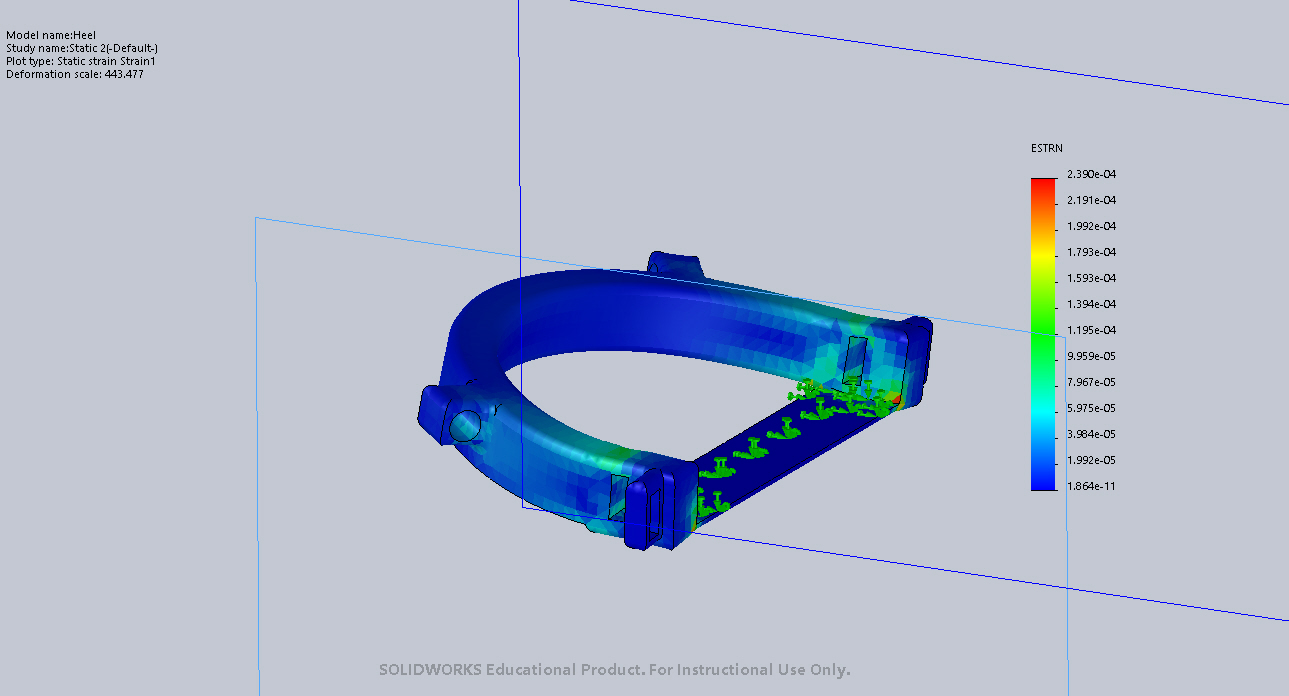 Model name:Heel
Study name:Static 2(-Default-)
Plot type: Static strain Strain1
Deformation scale: 443.477
ESTRN
2.390e-04
2.191e-04
1.992e-04
1.793e-04
1.593e-04
1.394e-04
1.195e-04
9.959e-05
7.967e-05
5.975e-05
3.984e-05
1.992e-05
1.864e-11
SOLIDWORKS Educational Product. For Instructional Use Only.